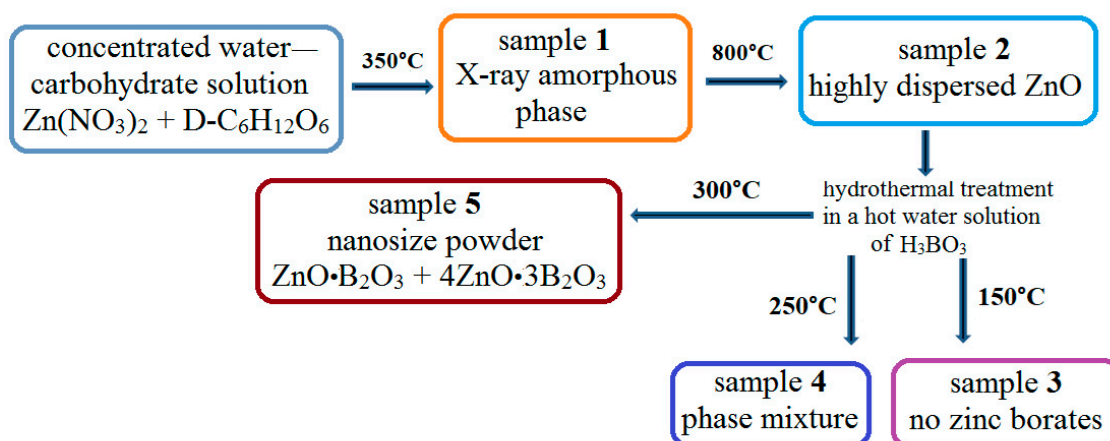 concentrated water—
carbohydrate solution
Zn(NO₃)₂ + D-C₆H₁₂O₆
350°C
sample 1
X-ray amorphous
phase
800°C
sample 2
highly dispersed ZnO
hydrothermal treatment
in a hot water solution
of H₃BO₃
300°C
sample 5
nanosize powder
ZnO•B₂O₃ + 4ZnO•3B₂O₃
250°C
150°C
sample 4
phase mixture
sample 3
no zinc borates